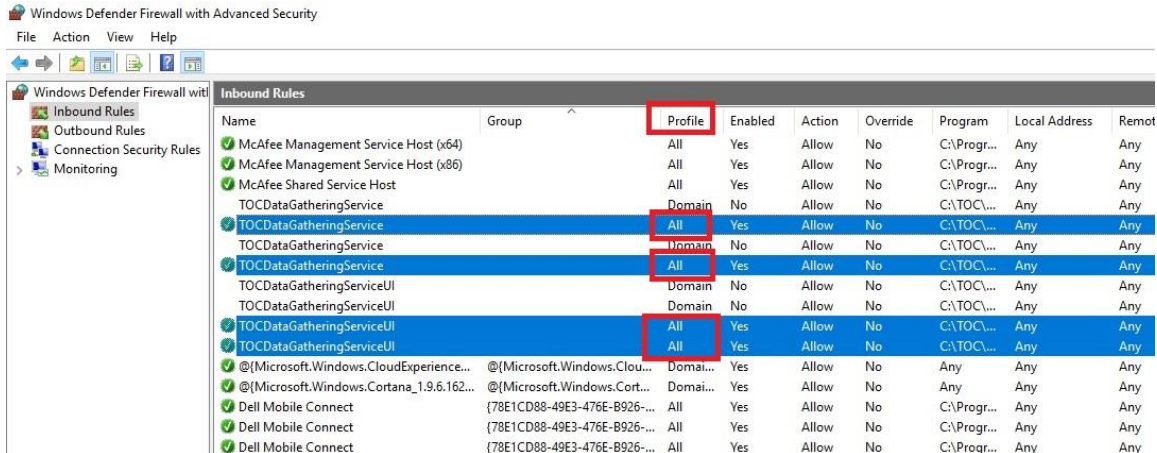 Windows Defender Firewall with Advanced Security
File Action View Help
Windows Defender Firewall witl
Inbound Rules
Outbound Rules
Connection Security Rules
Monitoring
Inbound Rules
Name Group Profile Enabled Action Override Program Local Address Remot
McAfee Management Service Host (x64) All Yes Allow No C:\Progr... Any Any
McAfee Management Service Host (x86) All Yes Allow No C:\Progr... Any Any
McAfee Shared Service Host All Yes Allow No C:\Progr... Any Any
TOCDataGatheringService Domain No Allow No C:\TOC\... Any Any
TOCDataGatheringService All Yes Allow No C:\TOC\... Any Any
TOCDataGatheringService Domain No Allow No C:\TOC\... Any Any
TOCDataGatheringService All Yes Allow No C:\TOC\... Any Any
TOCDataGatheringServiceUI Domain No Allow No C:\TOC\... Any Any
TOCDataGatheringServiceUI Domain No Allow No C:\TOC\... Any Any
TOCDataGatheringServiceUI All Yes Allow No C:\TOC\... Any Any
TOCDataGatheringServiceUI All Yes Allow No C:\TOC\... Any Any
@{Microsoft.Windows.CloudExperience... @{Microsoft.Windows.Clou... Domai... Yes Allow No Any Any Any
@{Microsoft.Windows.Cortana_1.9.6.162... @{Microsoft.Windows.Cort... Domai... Yes Allow No Any Any Any
Dell Mobile Connect {78E1CD88-49E3-476E-B926-... All Yes Allow No C:\Progr... Any Any
Dell Mobile Connect {78E1CD88-49E3-476E-B926-... All Yes Allow No C:\Progr... Any Any
Dell Mobile Connect {78E1CD88-49E3-476E-B926-... All Yes Allow No C:\Progr... Any Any